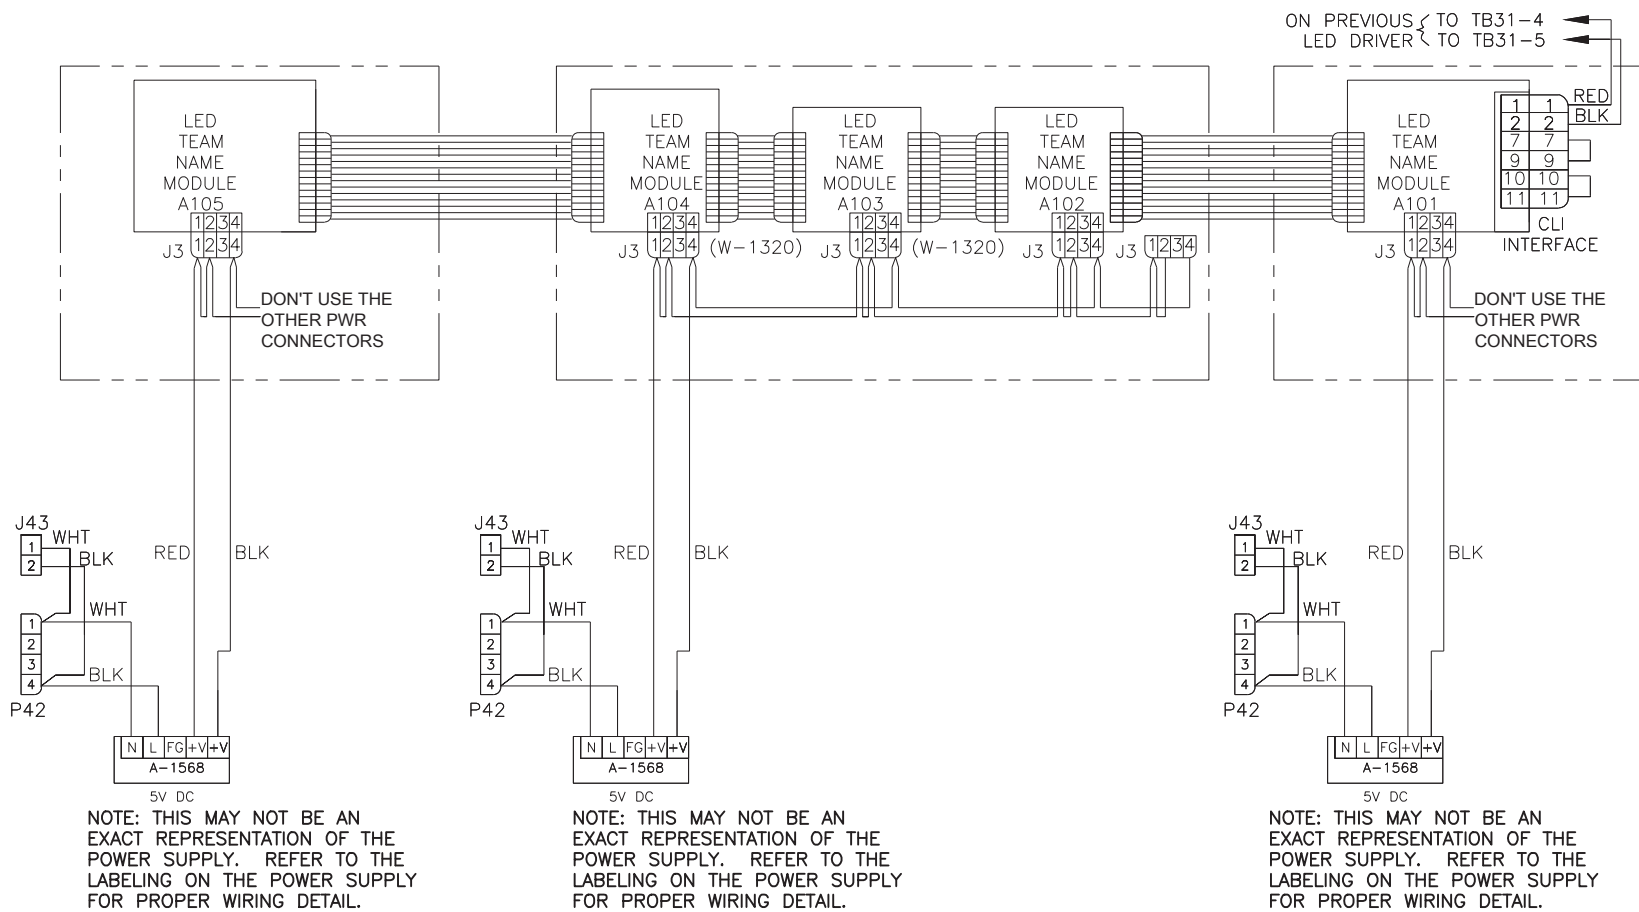 ON PREVIOUS { TO TB31-4
LED DRIVER { TO TB31-5
RED
BLK
LED
TEAM
NAME
MODULE
A105
1234
J3 1234
DON'T USE THE
OTHER PWR
CONNECTORS
LED
TEAM
NAME
MODULE
A104
1234
J3 1234
(W-1320)
LED
TEAM
NAME
MODULE
A103
1234
J3 1234
(W-1320)
LED
TEAM
NAME
MODULE
A102
1234
J3 1234
J3 1234
LED
TEAM
NAME
MODULE
A101
1234
J3 1234
DON'T USE THE
OTHER PWR
CONNECTORS
1 1
2 2
7 7
9 9
10 10
11 11
CLI
INTERFACE
J43
1
2
WHT
BLK
RED
BLK
WHT
1
2
3
4
BLK
P42
N L FG +V +V
A-1568
5V DC
NOTE: THIS MAY NOT BE AN
EXACT REPRESENTATION OF THE
POWER SUPPLY. REFER TO THE
LABELING ON THE POWER SUPPLY
FOR PROPER WIRING DETAIL.
J43
1
2
WHT
BLK
RED
BLK
WHT
1
2
3
4
BLK
P42
N L FG +V +V
A-1568
5V DC
NOTE: THIS MAY NOT BE AN
EXACT REPRESENTATION OF THE
POWER SUPPLY. REFER TO THE
LABELING ON THE POWER SUPPLY
FOR PROPER WIRING DETAIL.
J43
1
2
WHT
BLK
RED
BLK
WHT
1
2
3
4
BLK
P42
N L FG +V +V
A-1568
5V DC
NOTE: THIS MAY NOT BE AN
EXACT REPRESENTATION OF THE
POWER SUPPLY. REFER TO THE
LABELING ON THE POWER SUPPLY
FOR PROPER WIRING DETAIL.